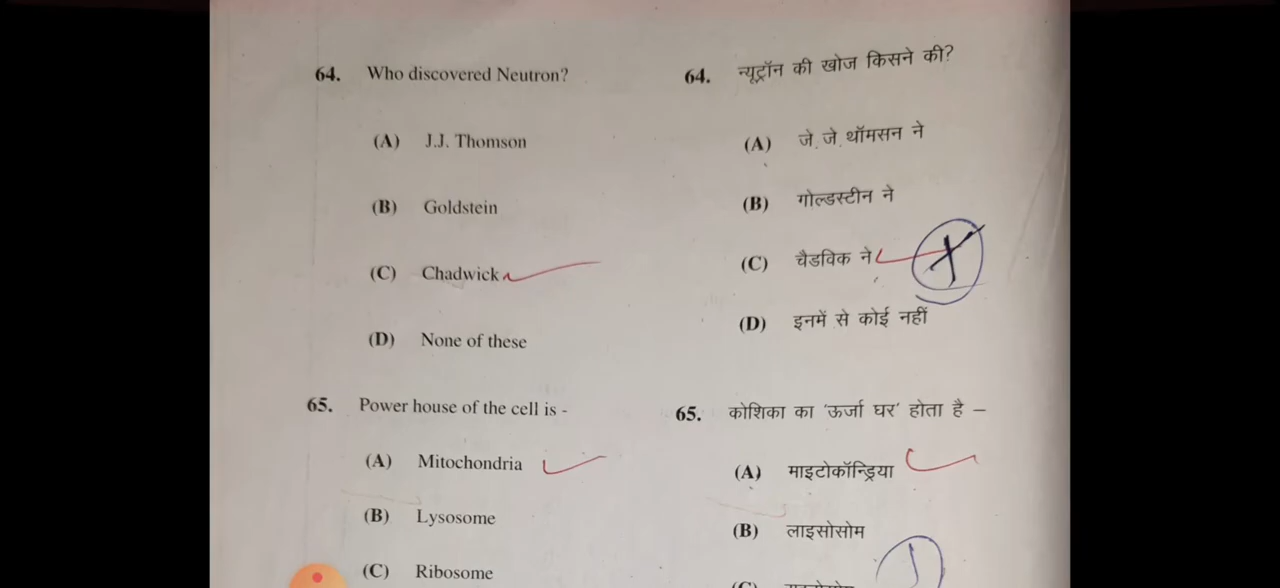 64. Who discovered Neutron?
(A) J.J. Thomson
(B) Goldstein
(C) Chadwick
(D) None of these
65. Power house of the cell is -
(A) Mitochondria
(B) Lysosome
(C) Ribosome
64. न्यूट्रॉन की खोज किसने की?
(A) जे. जे. थॉमसन ने
(B) गोल्डस्टीन ने
(C) चैडविक ने
(D) इनमें से कोई नहीं
65. कोशिका का ‘ऊर्जा घर’ होता है –
(A) माइटोकॉन्ड्रिया
(B) लाइसोसोम